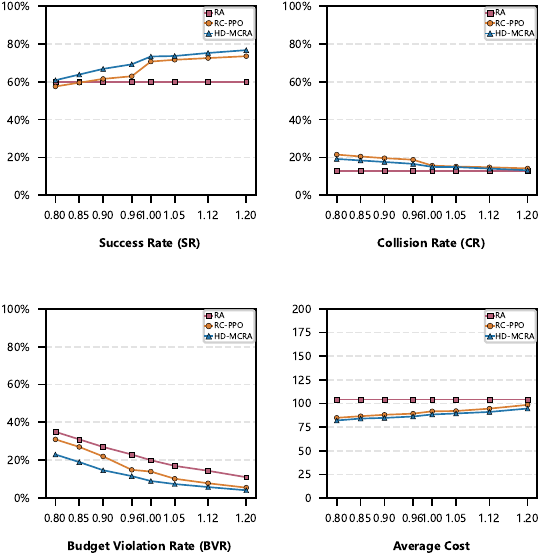 100%
80%
60%
40%
20%
0%
RA
RC-PPO
HD-MCRA
0.80 0.85 0.90 0.96 1.00 1.05 1.12 1.20
Success Rate (SR)
100%
80%
60%
40%
20%
0%
RA
RC-PPO
HD-MCRA
0.80 0.85 0.90 0.96 1.00 1.05 1.12 1.20
Collision Rate (CR)
100%
80%
60%
40%
20%
0%
RA
RC-PPO
HD-MCRA
0.80 0.85 0.90 0.96 1.00 1.05 1.12 1.20
Budget Violation Rate (BVR)
200
175
150
125
100
75
50
25
0
RA
RC-PPO
HD-MCRA
0.80 0.85 0.90 0.96 1.00 1.05 1.12 1.20
Average Cost